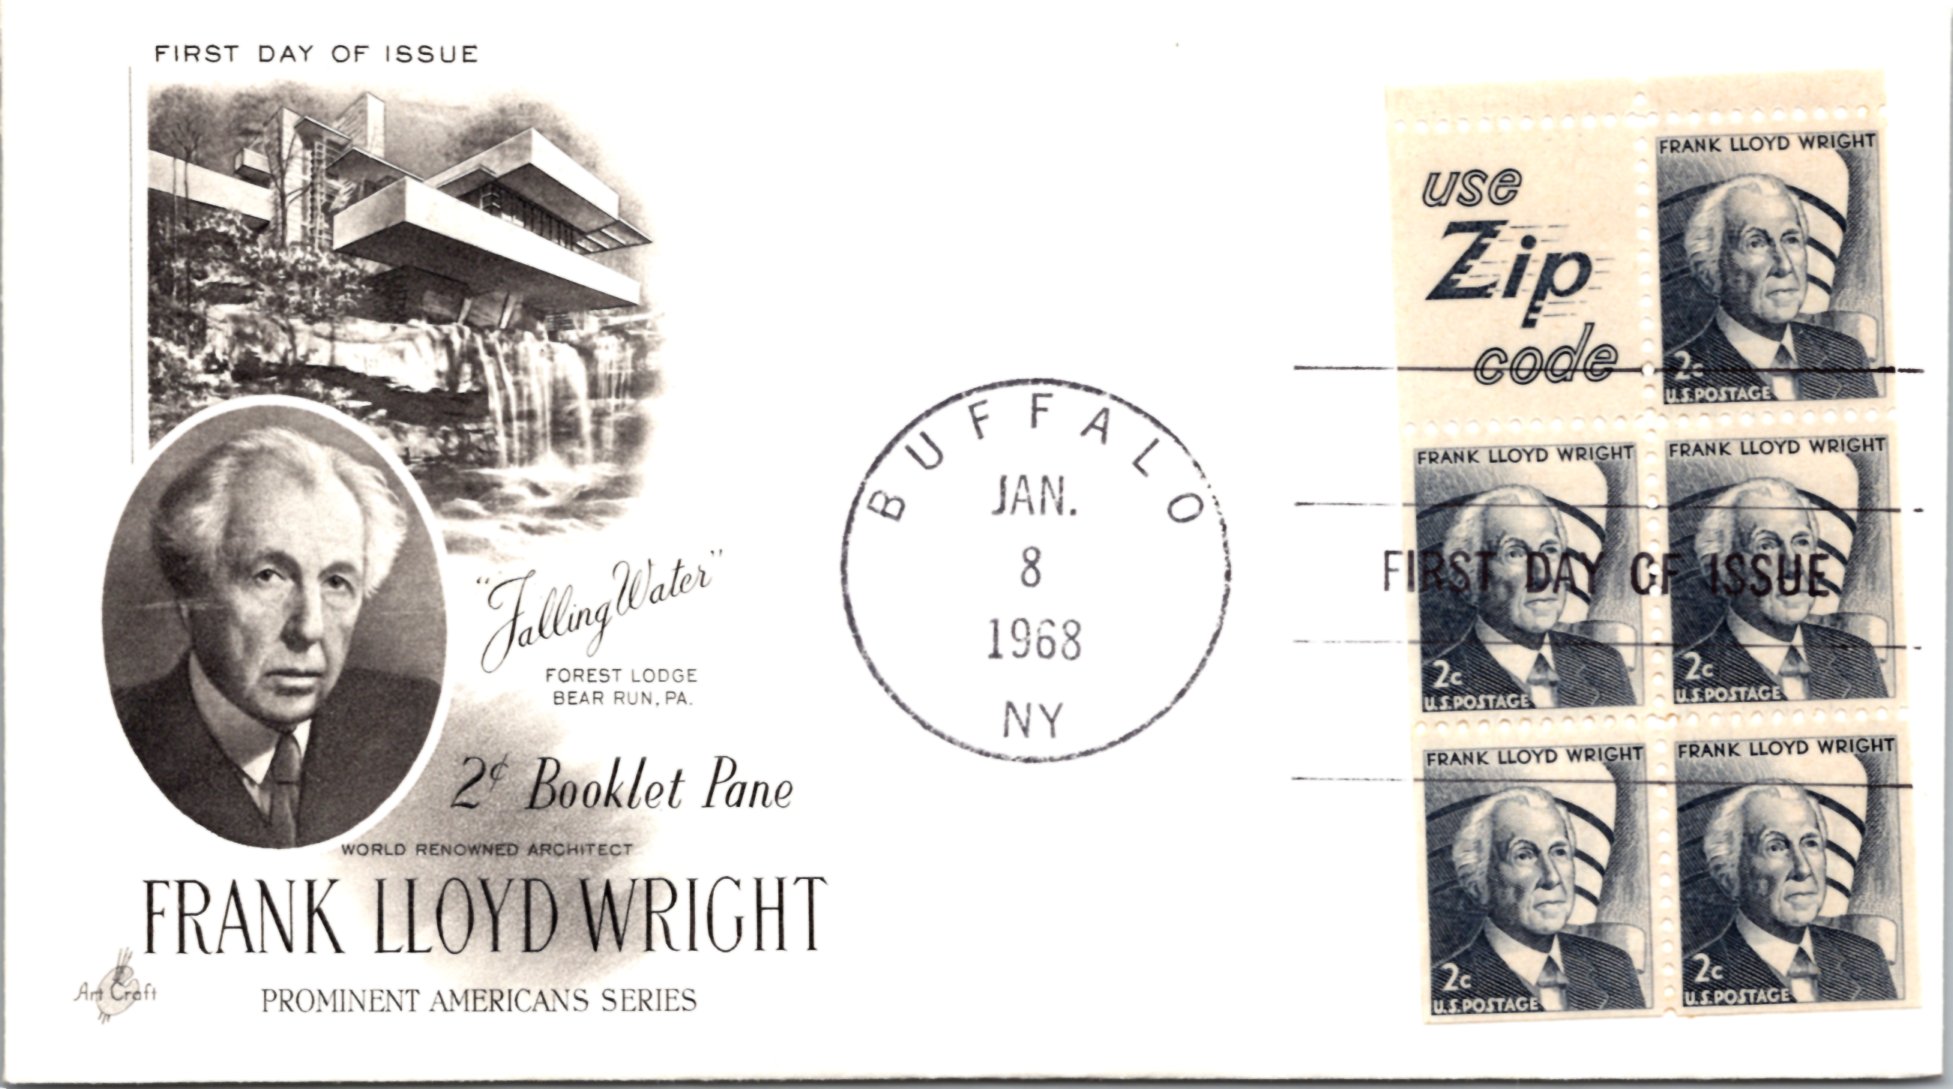 FIRST DAY OF ISSUE
"Falling Water"
FOREST LODGE
BEAR RUN, PA.
2¢ Booklet Pane
WORLD RENOWNED ARCHITECT
FRANK LLOYD WRIGHT
PROMINENT AMERICANS SERIES
Art Craft
BUFFALO
JAN.
8
1968
NY
use
Zip
code
FRANK LLOYD WRIGHT
2c
U.S. POSTAGE
FRANK LLOYD WRIGHT
2c
U.S. POSTAGE
FRANK LLOYD WRIGHT
2c
U.S. POSTAGE
FIRST DAY OF ISSUE
FRANK LLOYD WRIGHT
2c
U.S. POSTAGE
FRANK LLOYD WRIGHT
2c
U.S. POSTAGE